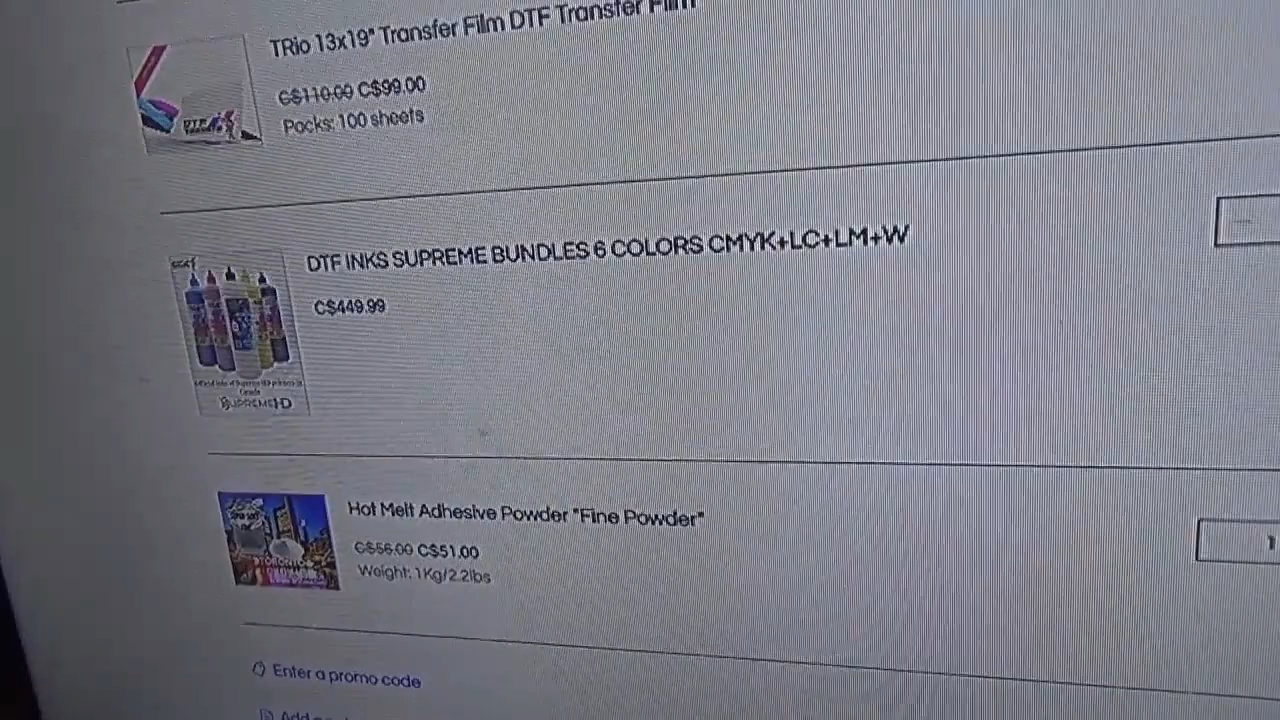 TRio 13x19" Transfer Film DTF Transfer Film
C$110.00 C$99.00
Packs: 100 sheets
DTF INKS SUPREME BUNDLES 6 COLORS CMYK+LC+LM+W
C$449.99
SUPREMEHD
Hot Melt Adhesive Powder "Fine Powder"
C$56.00 C$51.00
Weight: 1Kg/2.2lbs
1
TORONTO
Enter a promo code
Add